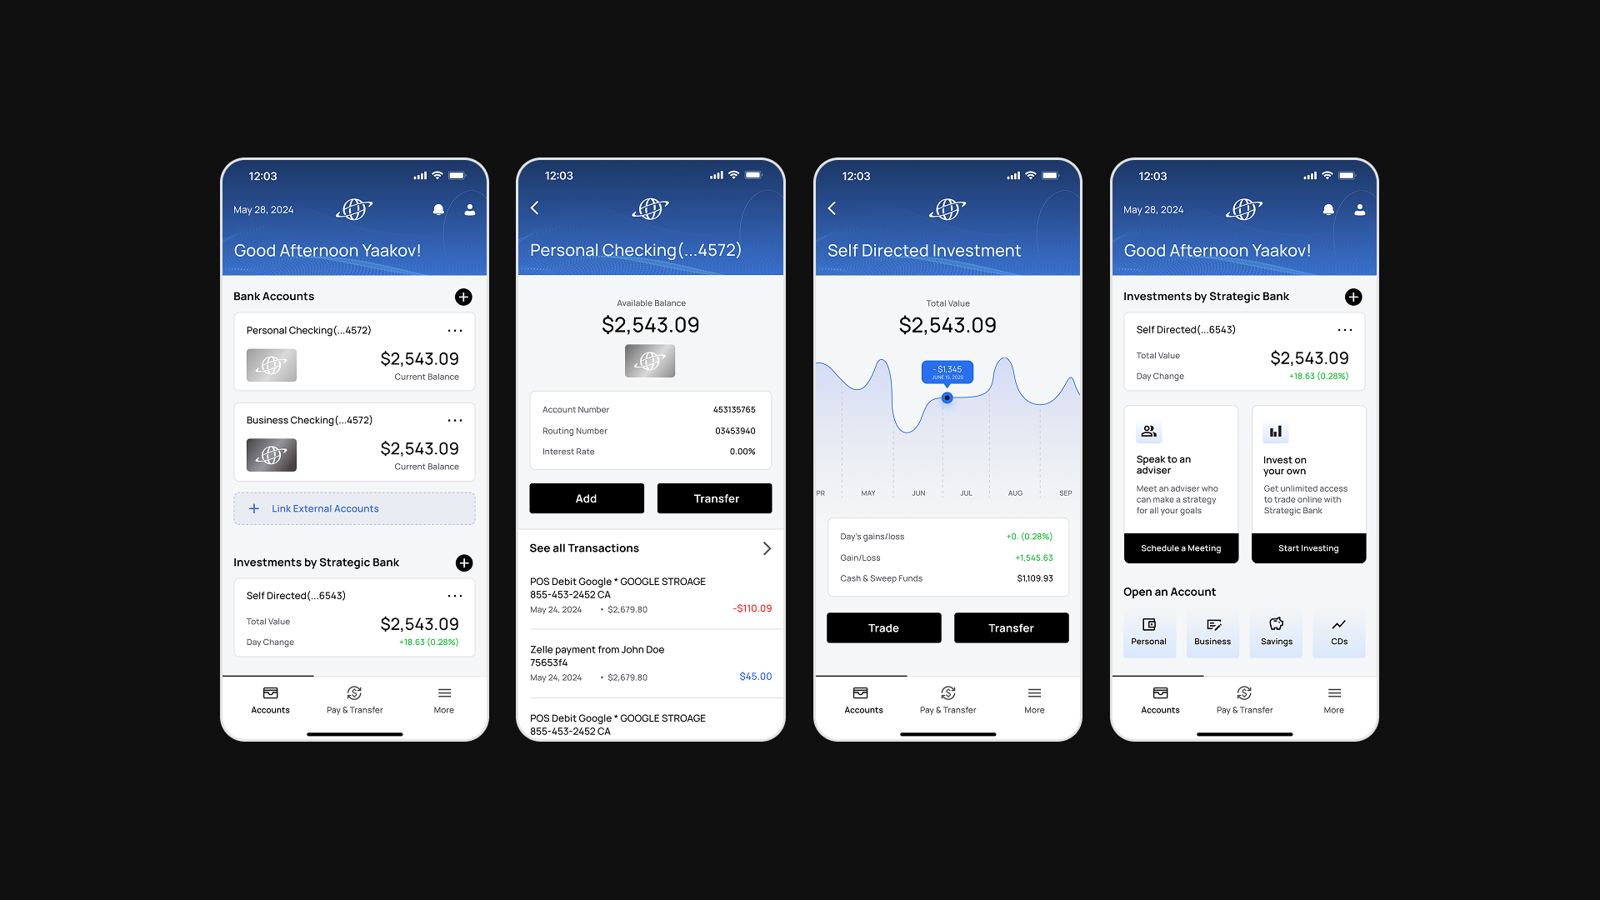 12:03
May 28, 2024
Good Afternoon Yaakov!
Bank Accounts
Personal Checking(...4572)
$2,543.09
Current Balance
Business Checking(...4572)
$2,543.09
Current Balance
Link External Accounts
Investments by Strategic Bank
Self Directed(...6543)
Total Value
$2,543.09
Day Change
+18.63 (0.28%)
Accounts
Pay & Transfer
More
12:03
Personal Checking(...4572)
Available Balance
$2,543.09
Account Number 453135765
Routing Number 03453940
Interest Rate 0.00%
Add
Transfer
See all Transactions
POS Debit Google * GOOGLE STROAGE
855-453-2452 CA
May 24, 2024 • $2,679.80 -$110.09
Zelle payment from John Doe
75653f4
May 24, 2024 • $2,679.80 $45.00
POS Debit Google * GOOGLE STROAGE
855-453-2452 CA
12:03
Self Directed Investment
Total Value
$2,543.09
- $1,345
JUNE 15, 2020
PR MAY JUN JUL AUG SEP
Day's gains/loss +0. (0.28%)
Gain/Loss +1,545.63
Cash & Sweep Funds $1,109.93
Trade
Transfer
Accounts
Pay & Transfer
More
12:03
May 28, 2024
Good Afternoon Yaakov!
Investments by Strategic Bank
Self Directed(...6543)
Total Value
$2,543.09
Day Change
+18.63 (0.28%)
Speak to an
adviser
Meet an adviser who
can make a strategy
for all your goals
Schedule a Meeting
Invest on
your own
Get unlimited access
to trade online with
Strategic Bank
Start Investing
Open an Account
Personal
Business
Savings
CDs
Accounts
Pay & Transfer
More